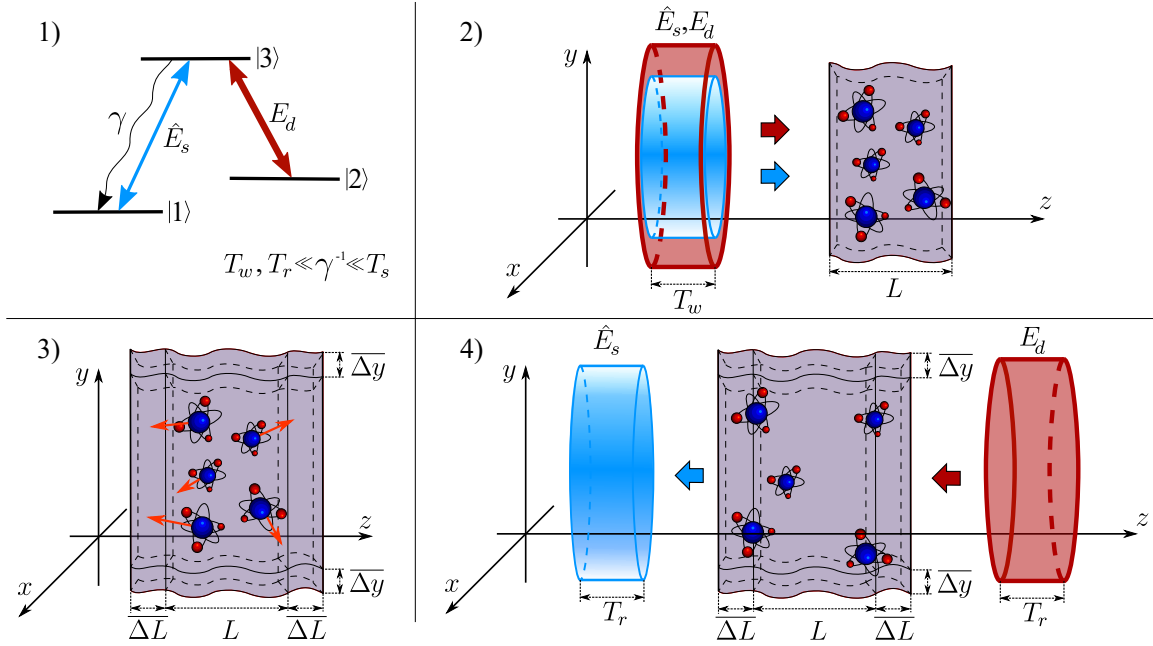 1)
|3⟩
γ
Ê_s
E_d
|2⟩
|1⟩
T_w, T_r ≪ γ⁻¹ ≪ T_s
2)
Ê_s, E_d
y
z
x
T_w
L
3)
y
Δy
z
x
Δy
ΔL L ΔL
4)
Ê_s
E_d
y
Δy
z
x
Δy
T_r
ΔL L ΔL
T_r